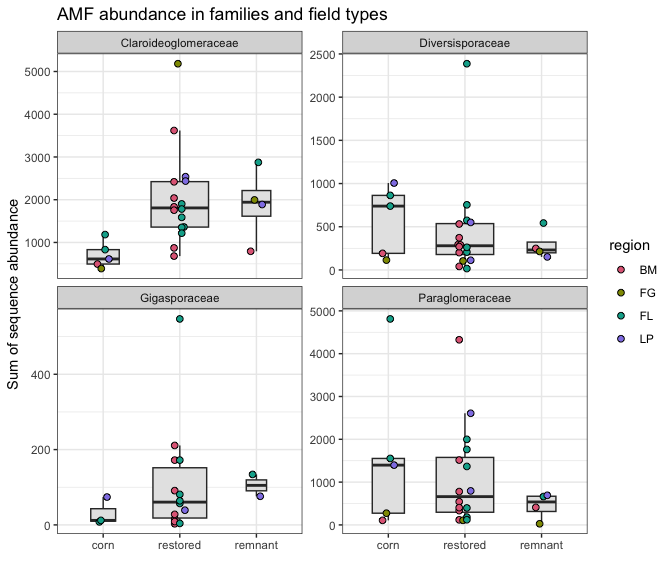 AMF abundance in families and field types
Claroideoglomeraceae
Diversisporaceae
5000
4000
3000
2000
1000
2500
2000
1500
1000
500
0
Sum of sequence abundance
Gigasporaceae
Paraglomeraceae
400
200
0
5000
4000
3000
2000
1000
0
corn restored remnant
corn restored remnant
region
BM
FG
FL
LP